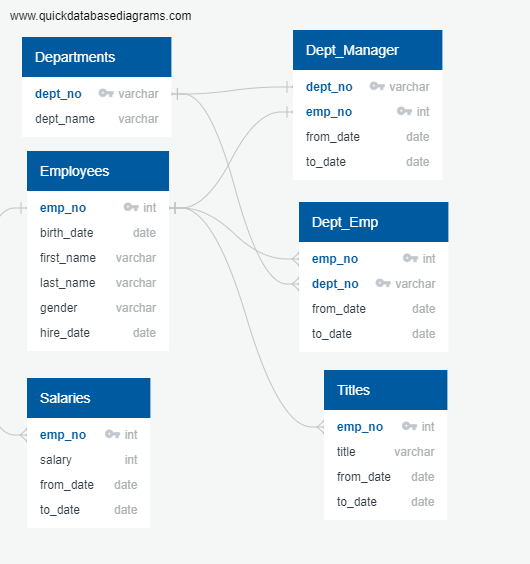 www.quickdatabasediagrams.com
Departments
dept_no varchar
dept_name varchar
Employees
emp_no int
birth_date date
first_name varchar
last_name varchar
gender varchar
hire_date date
Salaries
emp_no int
salary int
from_date date
to_date date
Dept_Manager
dept_no varchar
emp_no int
from_date date
to_date date
Dept_Emp
emp_no int
dept_no varchar
from_date date
to_date date
Titles
emp_no int
title varchar
from_date date
to_date date